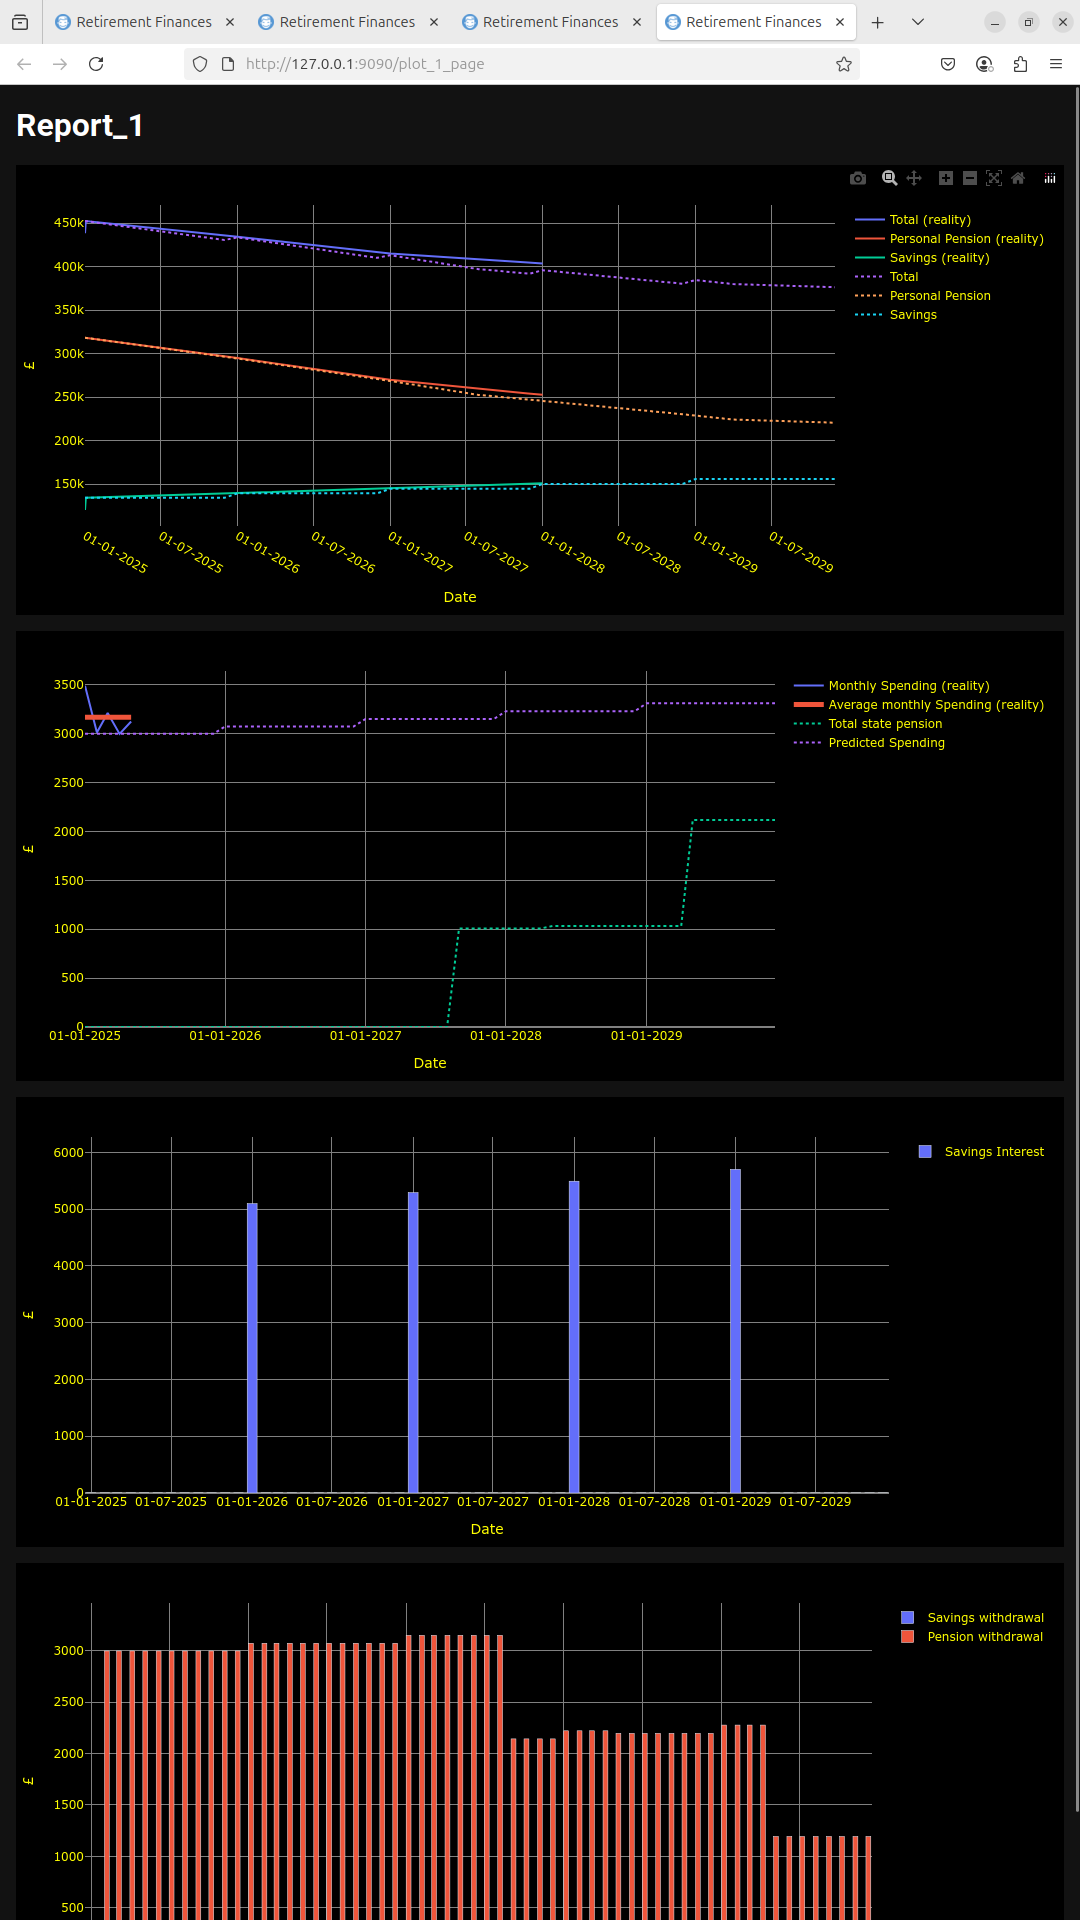 Retirement Finances
Retirement Finances
Retirement Finances
Retirement Finances
http://127.0.0.1:9090/plot_1_page
Report_1
450k
400k
350k
300k
250k
200k
150k
£
01-01-2025
01-07-2025
01-01-2026
01-07-2026
01-01-2027
01-07-2027
01-01-2028
01-07-2028
01-01-2029
01-07-2029
Date
Total (reality)
Personal Pension (reality)
Savings (reality)
Total
Personal Pension
Savings
3500
3000
2500
2000
1500
1000
500
0
£
01-01-2025
01-01-2026
01-01-2027
01-01-2028
01-01-2029
Date
Monthly Spending (reality)
Average monthly Spending (reality)
Total state pension
Predicted Spending
6000
5000
4000
3000
2000
1000
0
£
01-01-2025
01-07-2025
01-01-2026
01-07-2026
01-01-2027
01-07-2027
01-01-2028
01-07-2028
01-01-2029
01-07-2029
Date
Savings Interest
3000
2500
2000
1500
1000
500
£
Savings withdrawal
Pension withdrawal